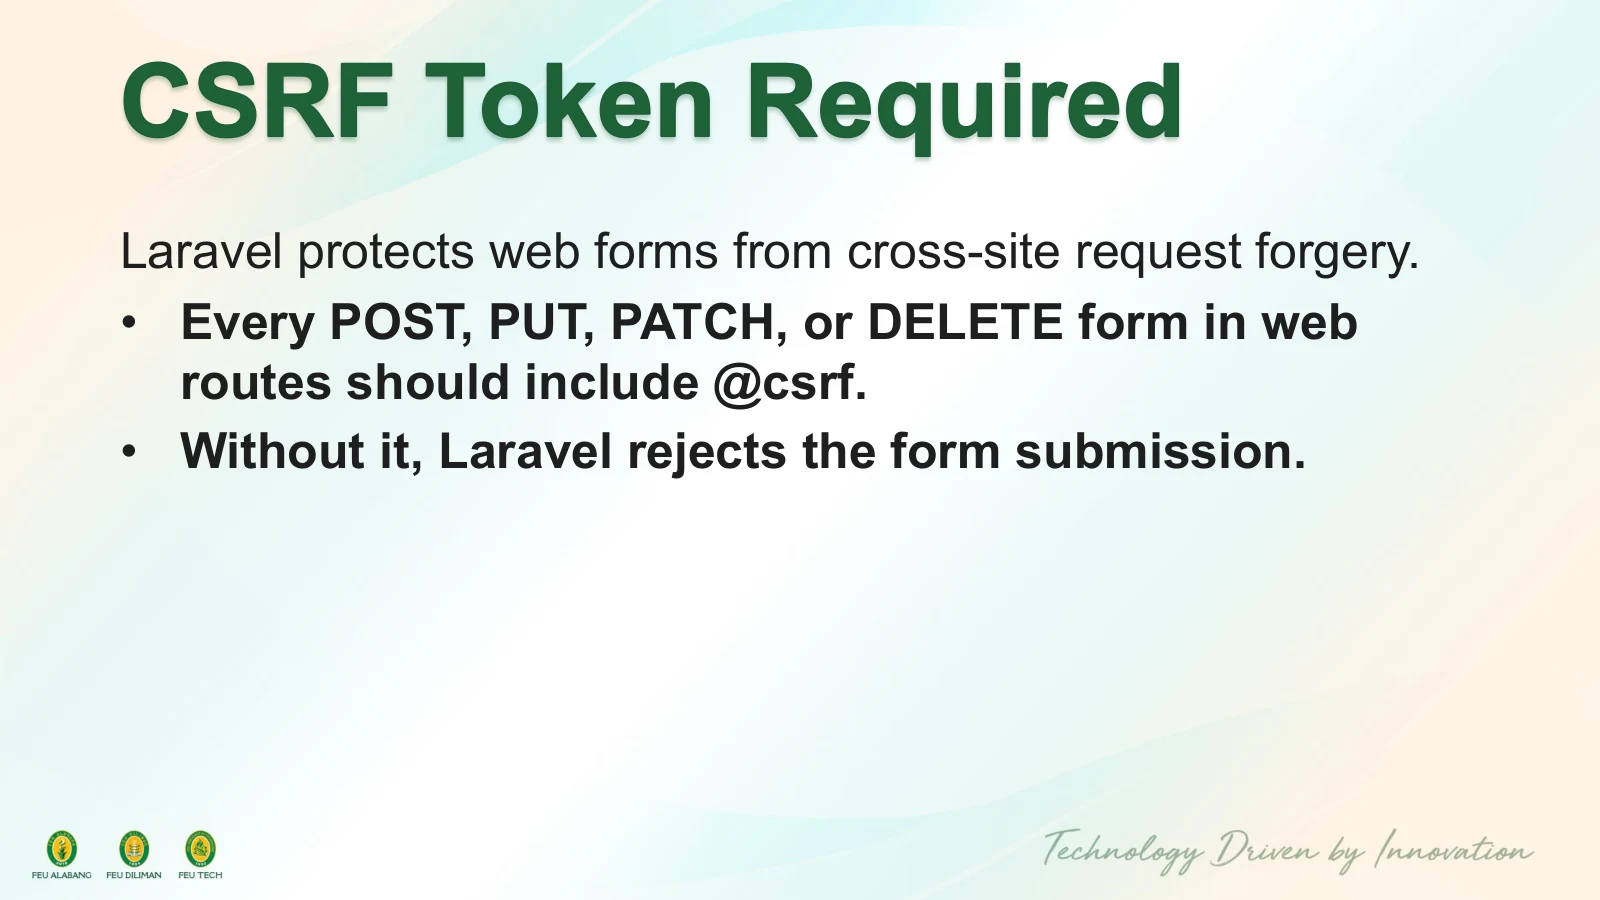 CSRF Token Required
Laravel protects web forms from cross-site request forgery.
• Every POST, PUT, PATCH, or DELETE form in web
routes should include @csrf.
• Without it, Laravel rejects the form submission.
FEU ALABANG FEU DILIMAN FEU TECH
Technology Driven by Innovation